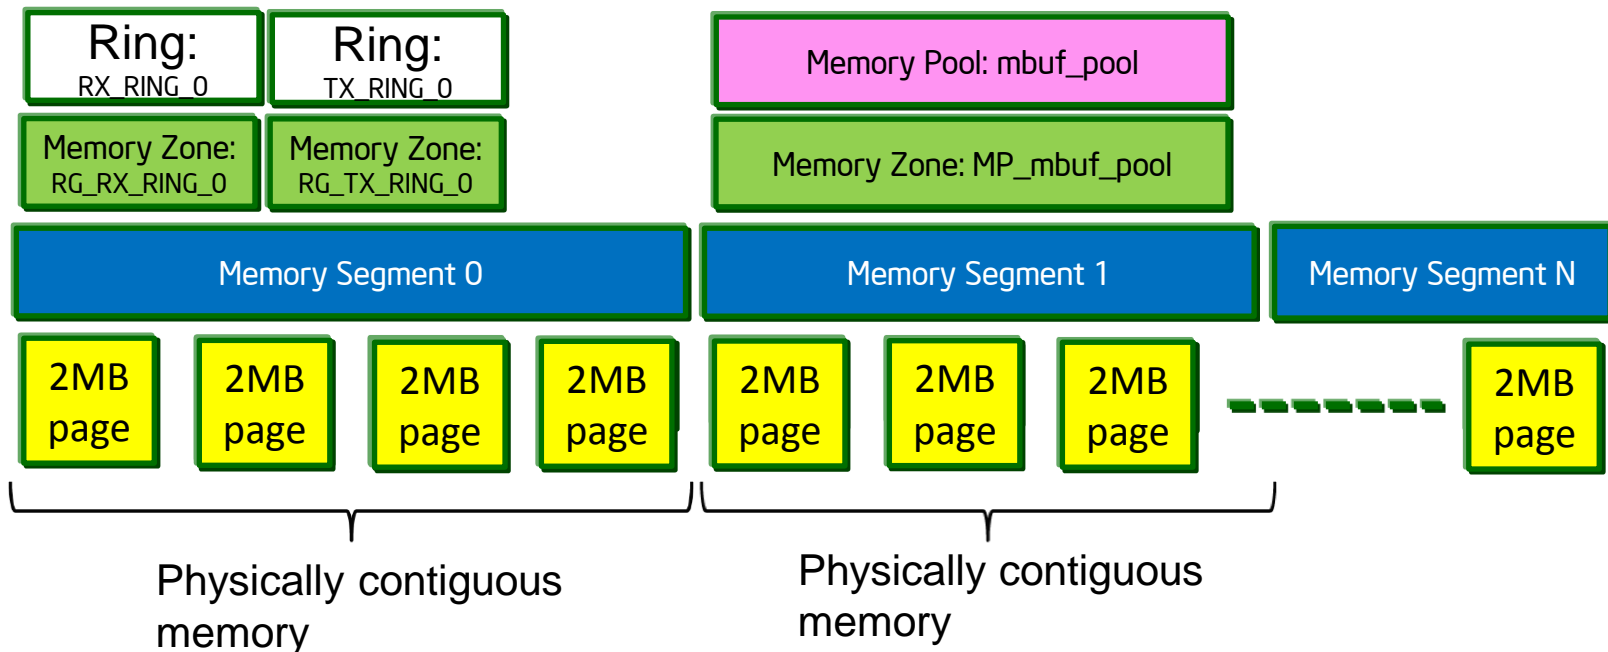 Ring:
RX_RING_0
Ring:
TX_RING_0
Memory Pool: mbuf_pool
Memory Zone:
RG_RX_RING_0
Memory Zone:
RG_TX_RING_0
Memory Zone: MP_mbuf_pool
Memory Segment 0
Memory Segment 1
Memory Segment N
2MB
page
2MB
page
2MB
page
2MB
page
2MB
page
2MB
page
2MB
page
2MB
page
Physically contiguous
memory
Physically contiguous
memory